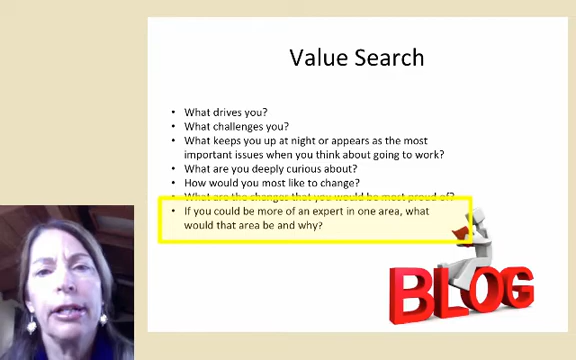 Value Search
• What drives you?
• What challenges you?
• What keeps you up at night or appears as the most
important issues when you think about going to work?
• What are you deeply curious about?
• How would you most like to change?
• What are the changes that you would be most proud of?
• If you could be more of an expert in one area, what
would that area be and why?
BLOG